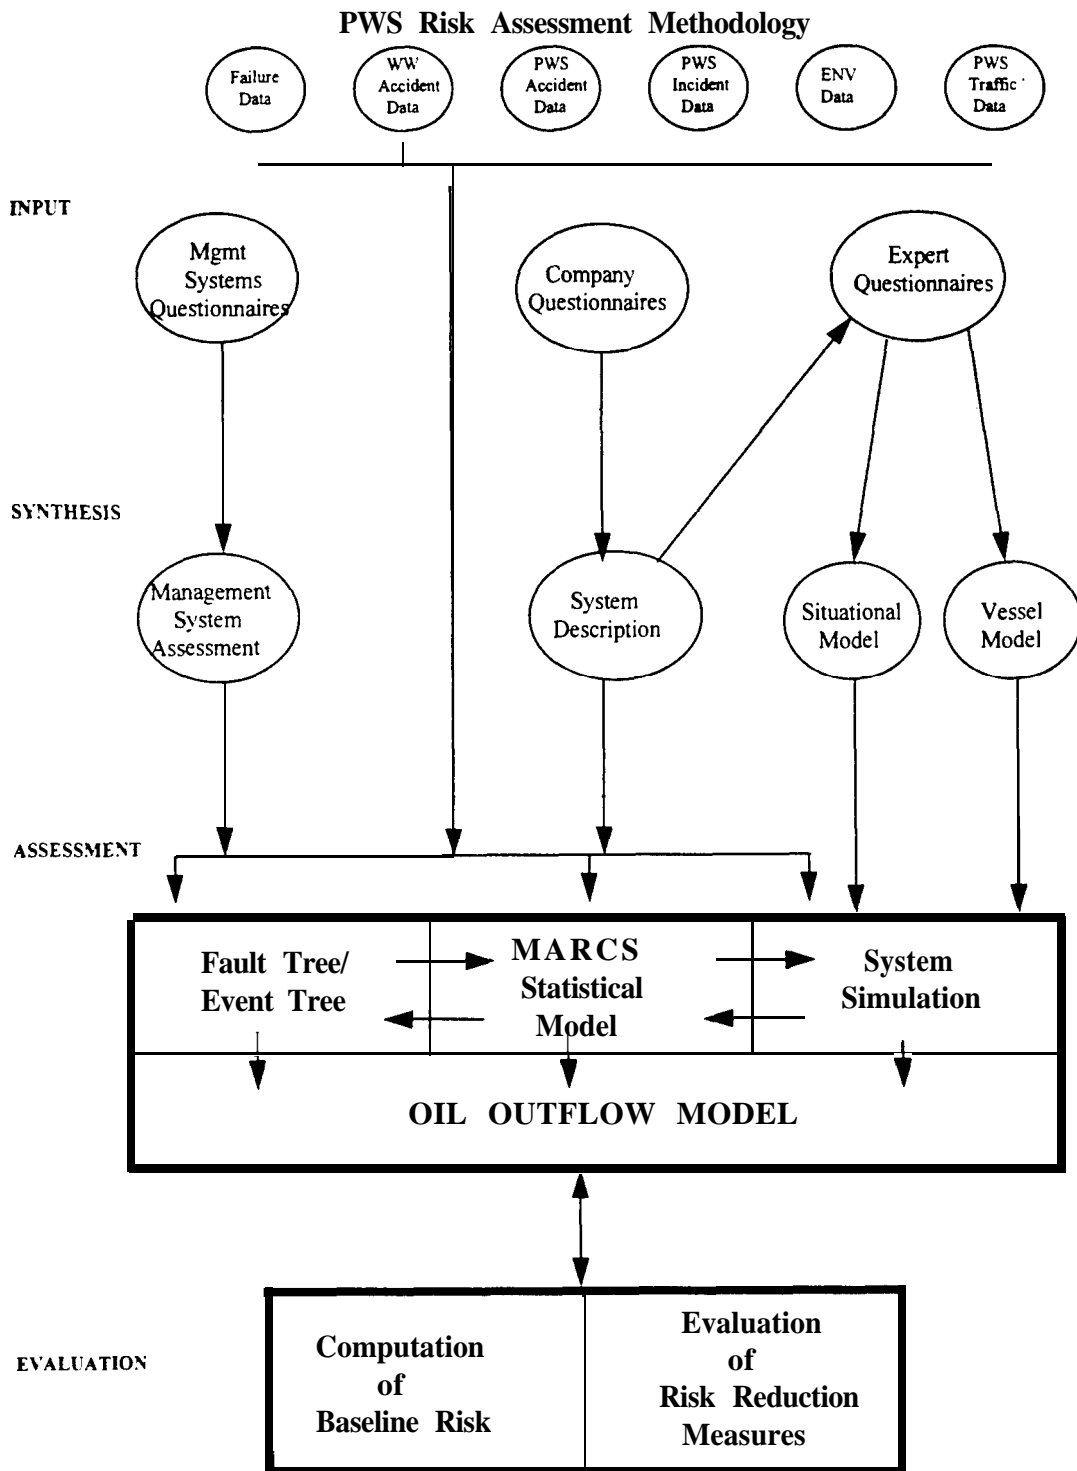 PWS Risk Assessment Methodology
Failure
Data
WW
Accident
Data
PWS
Accident
Data
PWS
Incident
Data
ENV
Data
PWS
Traffic
Data
INPUT
Mgmt
Systems
Questionnaires
Company
Questionnaires
Expert
Questionnaires
SYNTHESIS
Management
System
Assessment
System
Description
Situational
Model
Vessel
Model
ASSESSMENT
Fault Tree/
Event Tree
MARCS
Statistical
Model
System
Simulation
OIL OUTFLOW MODEL
EVALUATION
Computation
of
Baseline Risk
Evaluation
of
Risk Reduction
Measures